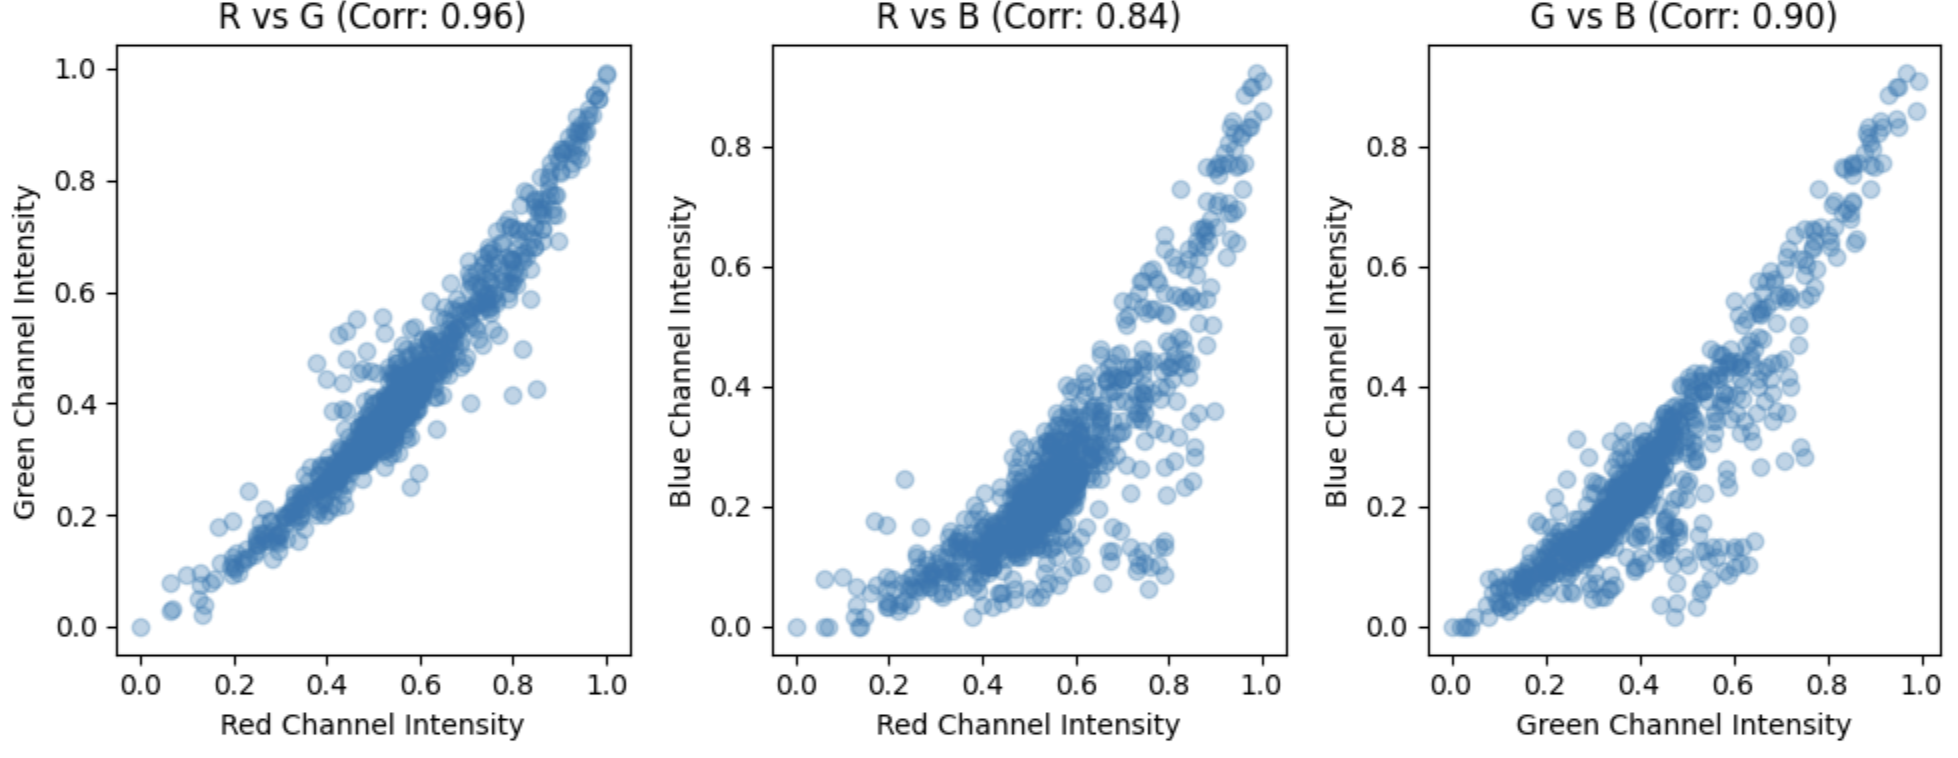 R vs G (Corr: 0.96)
Green Channel Intensity
1.0
0.8
0.6
0.4
0.2
0.0
0.0 0.2 0.4 0.6 0.8 1.0
Red Channel Intensity
R vs B (Corr: 0.84)
Blue Channel Intensity
0.8
0.6
0.4
0.2
0.0
0.0 0.2 0.4 0.6 0.8 1.0
Red Channel Intensity
G vs B (Corr: 0.90)
Blue Channel Intensity
0.8
0.6
0.4
0.2
0.0
0.0 0.2 0.4 0.6 0.8 1.0
Green Channel Intensity